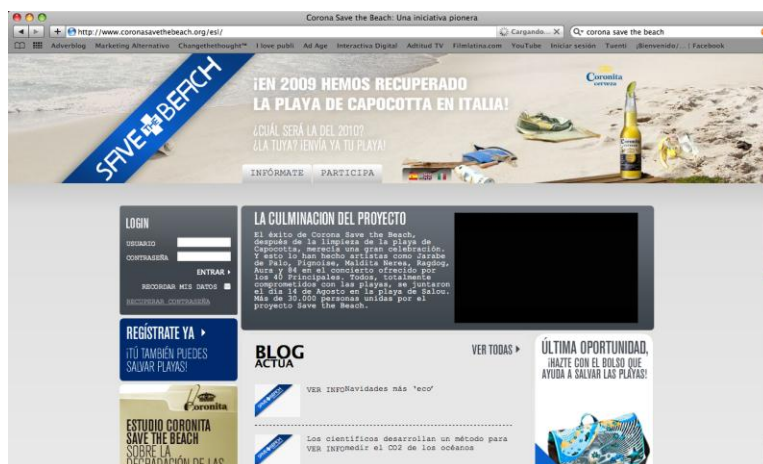 Corona Save the Beach: Una iniciativa pionera
http://www.coronasavethebeach.org/esl/
Cargando...
corona save the beach
Adverblog Marketing Alternativo Changethethought™ I love publi Ad Age Interactiva Digital Adtitud TV Filmlatina.com YouTube Iniciar sesión Tuenti ¡Bienvenido/... | Facebook
SAVE THE BEACH
¡EN 2009 HEMOS RECUPERADO
LA PLAYA DE CAPOCOTTA EN ITALIA!
¿CUÁL SERÁ LA DEL 2010?
¿LA TUYA? ¡ENVÍA YA TU PLAYA!
Coronita
cerveza
INFÓRMATE PARTICIPA
LOGIN
USUARIO
CONTRASEÑA
ENTRAR
RECORDAR MIS DATOS
RECUPERAR CONTRASEÑA
LA CULMINACION DEL PROYECTO
El éxito de Corona Save the Beach,
después de la limpieza de la playa de
Capocotta, merecía una gran celebración.
Y esto lo han hecho artistas como Jarabe
de Palo, Pignoise, Maldita Nerea, Ragdog,
Aura y 84 en el concierto ofrecido por
los 40 Principales. Todos, totalmente
comprometidos con las playas, se juntaron
el día 14 de Agosto en la playa de Salou.
Más de 30.000 personas unidas por el
proyecto Save the Beach.
REGÍSTRATE YA
¡TÚ TAMBIÉN PUEDES
SALVAR PLAYAS!
BLOG
ACTUA
VER TODAS
VER INFO Navidades más 'eco'
Los científicos desarrollan un método para
VER INFO medir el CO2 de los océanos
ÚLTIMA OPORTUNIDAD,
¡HAZTE CON EL BOLSO QUE
AYUDA A SALVAR LAS PLAYAS!
Coronita
ESTUDIO CORONITA
SAVE THE BEACH
SOBRE LA
DEGRADACIÓN DE LAS